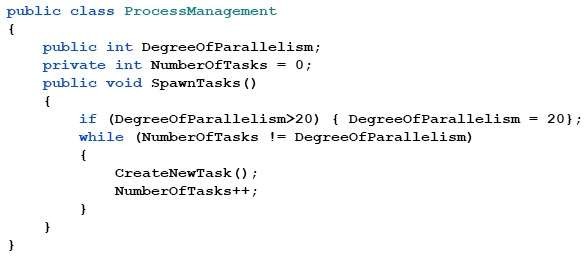 public class ProcessManagement
{
    public int DegreeOfParallelism;
    private int NumberOfTasks = 0;
    public void SpawnTasks()
    {
        if (DegreeOfParallelism>20) { DegreeOfParallelism = 20};
        while (NumberOfTasks != DegreeOfParallelism)
        {
            CreateNewTask();
            NumberOfTasks++;
        }
    }
}